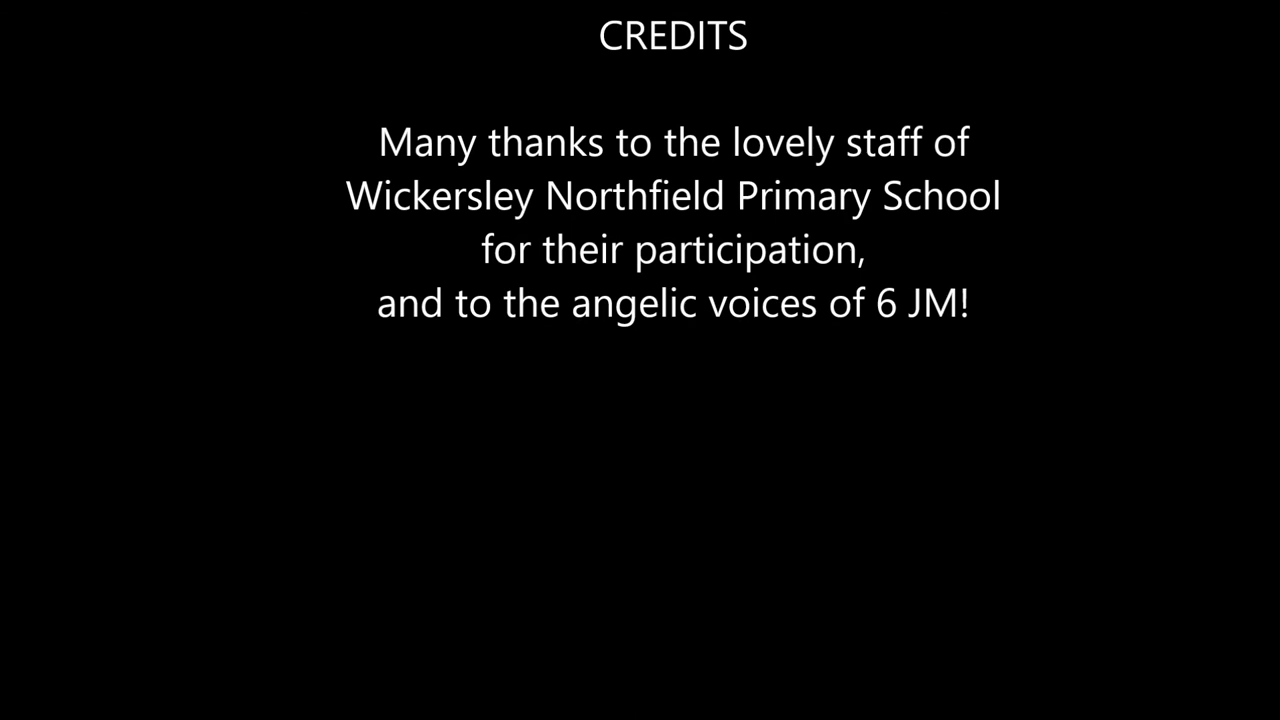 CREDITS
Many thanks to the lovely staff of
Wickersley Northfield Primary School
for their participation,
and to the angelic voices of 6 JM!